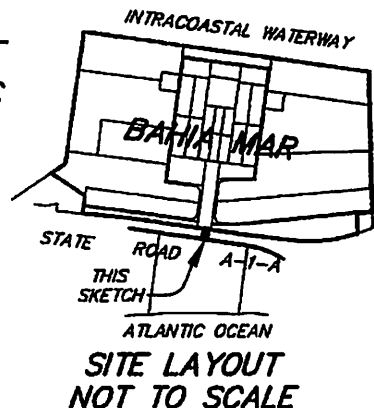 INTRACOASTAL WATERWAY
BAHIA MAR
STATE ROAD A-1-A
THIS
SKETCH
ATLANTIC OCEAN
SITE LAYOUT
NOT TO SCALE